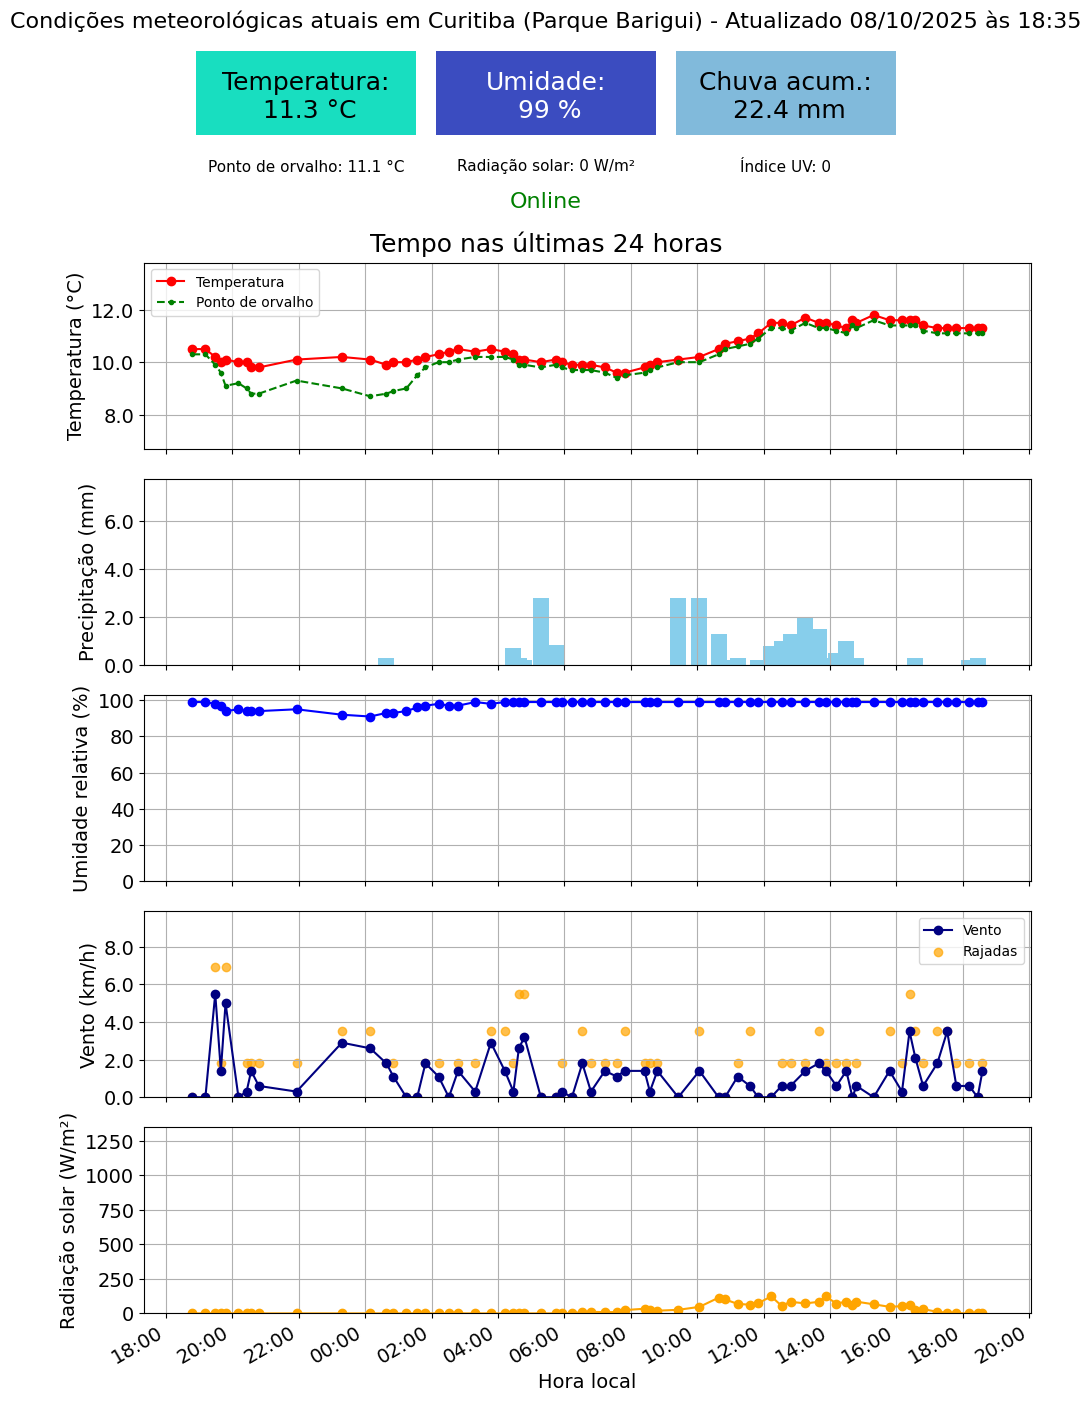 Condições meteorológicas atuais em Curitiba (Parque Barigui) - Atualizado 08/10/2025 às 18:35
Temperatura:
11.3 °C
Umidade:
99 %
Chuva acum.:
22.4 mm
Ponto de orvalho: 11.1 °C
Radiação solar: 0 W/m²
Índice UV: 0
Online
Tempo nas últimas 24 horas
Temperatura (°C)
12.0
10.0
8.0
Temperatura
Ponto de orvalho
Precipitação (mm)
6.0
4.0
2.0
0.0
Umidade relativa (%)
100
80
60
40
20
0
Vento (km/h)
8.0
6.0
4.0
2.0
0.0
Vento
Rajadas
Radiação solar (W/m²)
1250
1000
750
500
250
0
18:00
20:00
22:00
00:00
02:00
04:00
06:00
08:00
10:00
12:00
14:00
16:00
18:00
20:00
Hora local